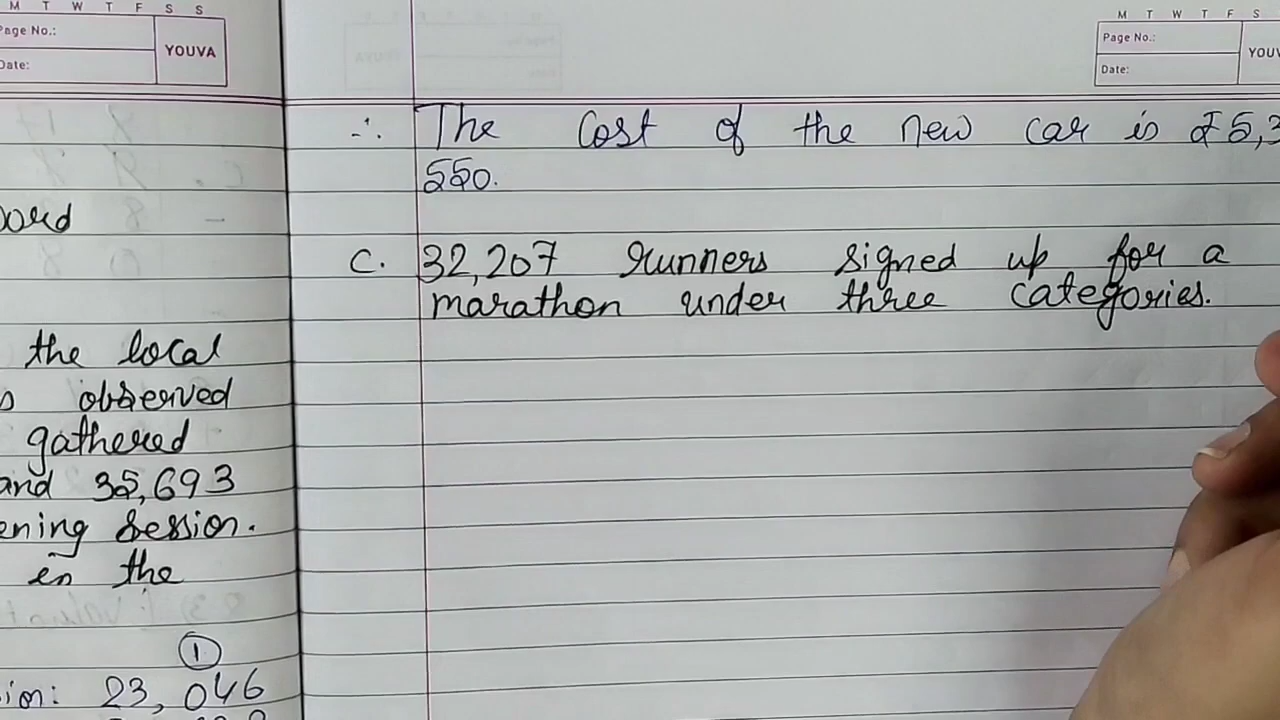 M T W T F S S
Page No.:
YOUVA
Date:
oord
the local
observed
gathered
and 35,693
ening session.
in the
①
ion: 23,046
M T W T F S
Page No.:
YOUV
Date:
∴ The Cost of the new car is ₹5,3
550.
C. 32,207 runners signed up for a
marathon under three categories.